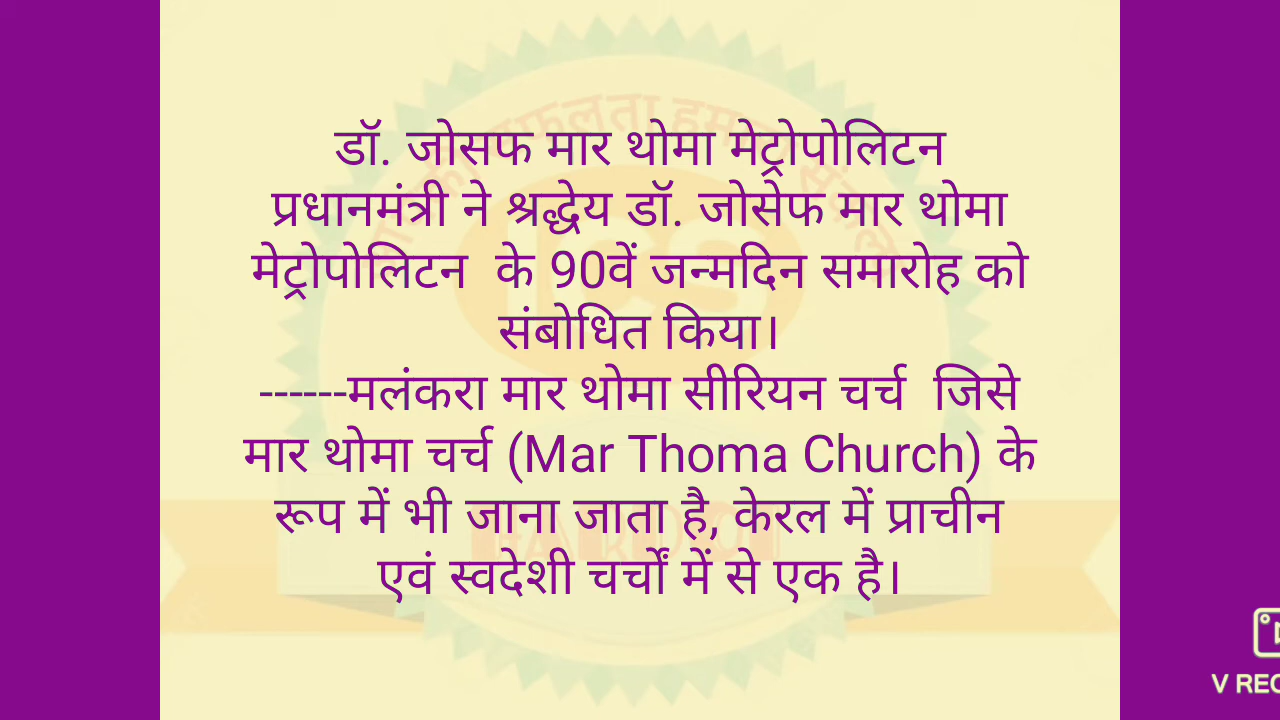 डॉ. जोसफ मार थोमा मेट्रोपोलिटन
प्रधानमंत्री ने श्रद्धेय डॉ. जोसेफ मार थोमा
मेट्रोपोलिटन के 90वें जन्मदिन समारोह को
संबोधित किया।
------मलंकरा मार थोमा सीरियन चर्च जिसे
मार थोमा चर्च (Mar Thoma Church) के
रूप में भी जाना जाता है, केरल में प्राचीन
एवं स्वदेशी चर्चों में से एक है।
V REC